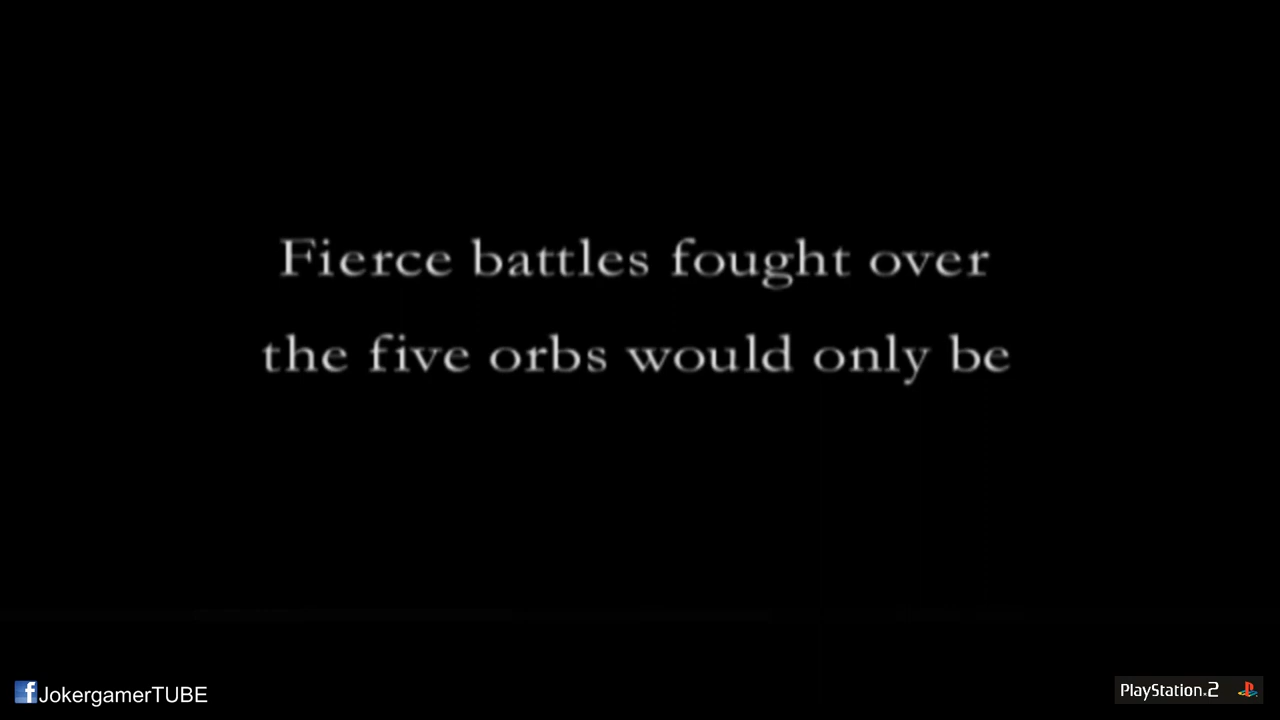 Fierce battles fought over
the five orbs would only be
f JokergamerTUBE
PlayStation.2